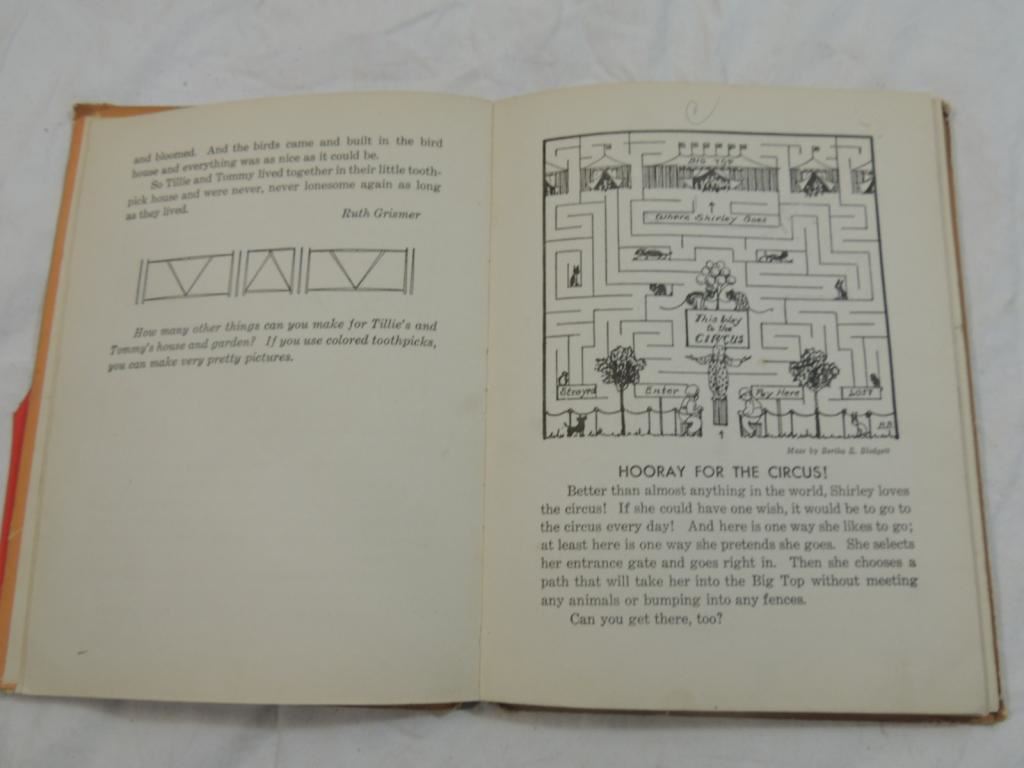 and bloomed. And the birds came and built in the bird
house and everything was as nice as it could be.
So Tillie and Tommy lived together in their little tooth-
pick house and were never, never lonesome again as long
as they lived.
Ruth Grismer
How many other things can you make for Tillie's and
Tommy's house and garden? If you use colored toothpicks,
you can make very pretty pictures.
BIG TOP
Where Shirley Goes
This Way
to the
CIRCUS
Strayed
Enter
Pay Here
LOST
Maze by Bertha E. Blodgett
HOORAY FOR THE CIRCUS!
Better than almost anything in the world, Shirley loves
the circus! If she could have one wish, it would be to go to
the circus every day! And here is one way she likes to go;
at least here is one way she pretends she goes. She selects
her entrance gate and goes right in. Then she chooses a
path that will take her into the Big Top without meeting
any animals or bumping into any fences.
Can you get there, too?